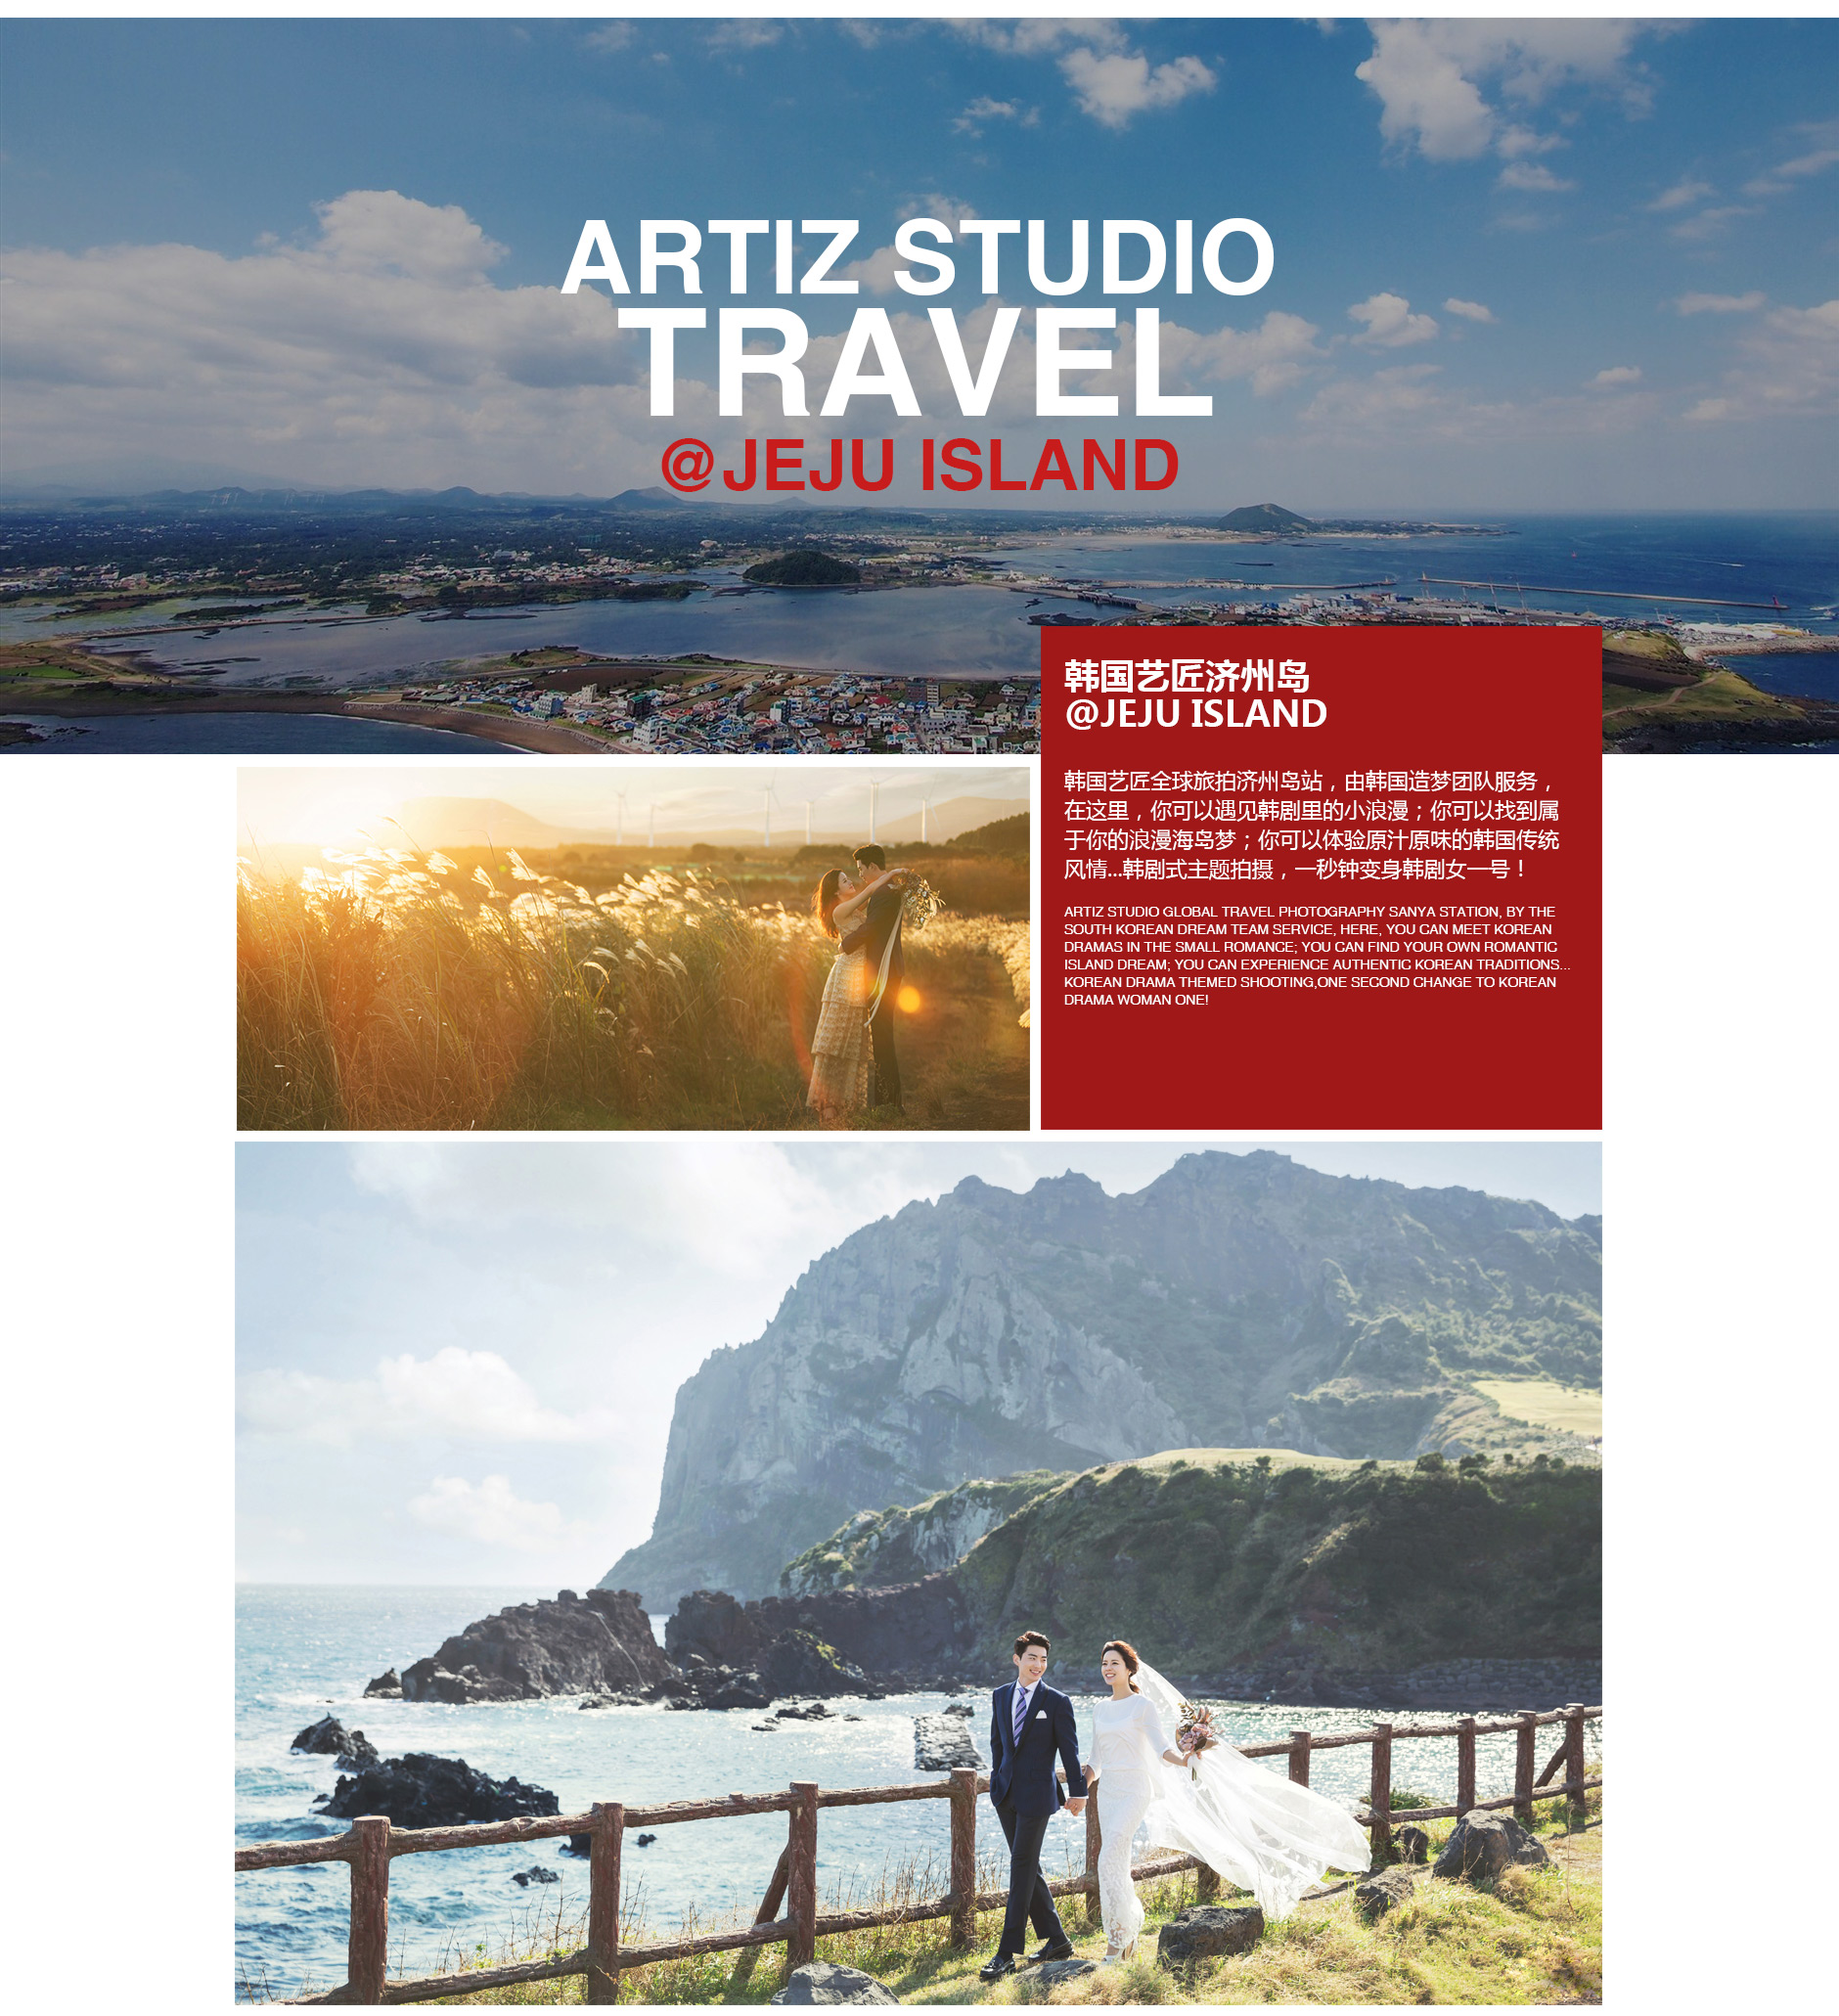 ARTIZ STUDIO
TRAVEL
@JEJU ISLAND
韩国艺匠济州岛
@JEJU ISLAND
韩国艺匠全球旅拍济州岛站，由韩国造梦团队服务，
在这里，你可以遇见韩剧里的小浪漫；你可以找到属
于你的浪漫海岛梦；你可以体验原汁原味的韩国传统
风情...韩剧式主题拍摄，一秒钟变身韩剧女一号！
ARTIZ STUDIO GLOBAL TRAVEL PHOTOGRAPHY SANYA STATION, BY THE
SOUTH KOREAN DREAM TEAM SERVICE, HERE, YOU CAN MEET KOREAN
DRAMAS IN THE SMALL ROMANCE; YOU CAN FIND YOUR OWN ROMANTIC
ISLAND DREAM; YOU CAN EXPERIENCE AUTHENTIC KOREAN TRADITIONS...
KOREAN DRAMA THEMED SHOOTING,ONE SECOND CHANGE TO KOREAN
DRAMA WOMAN ONE!